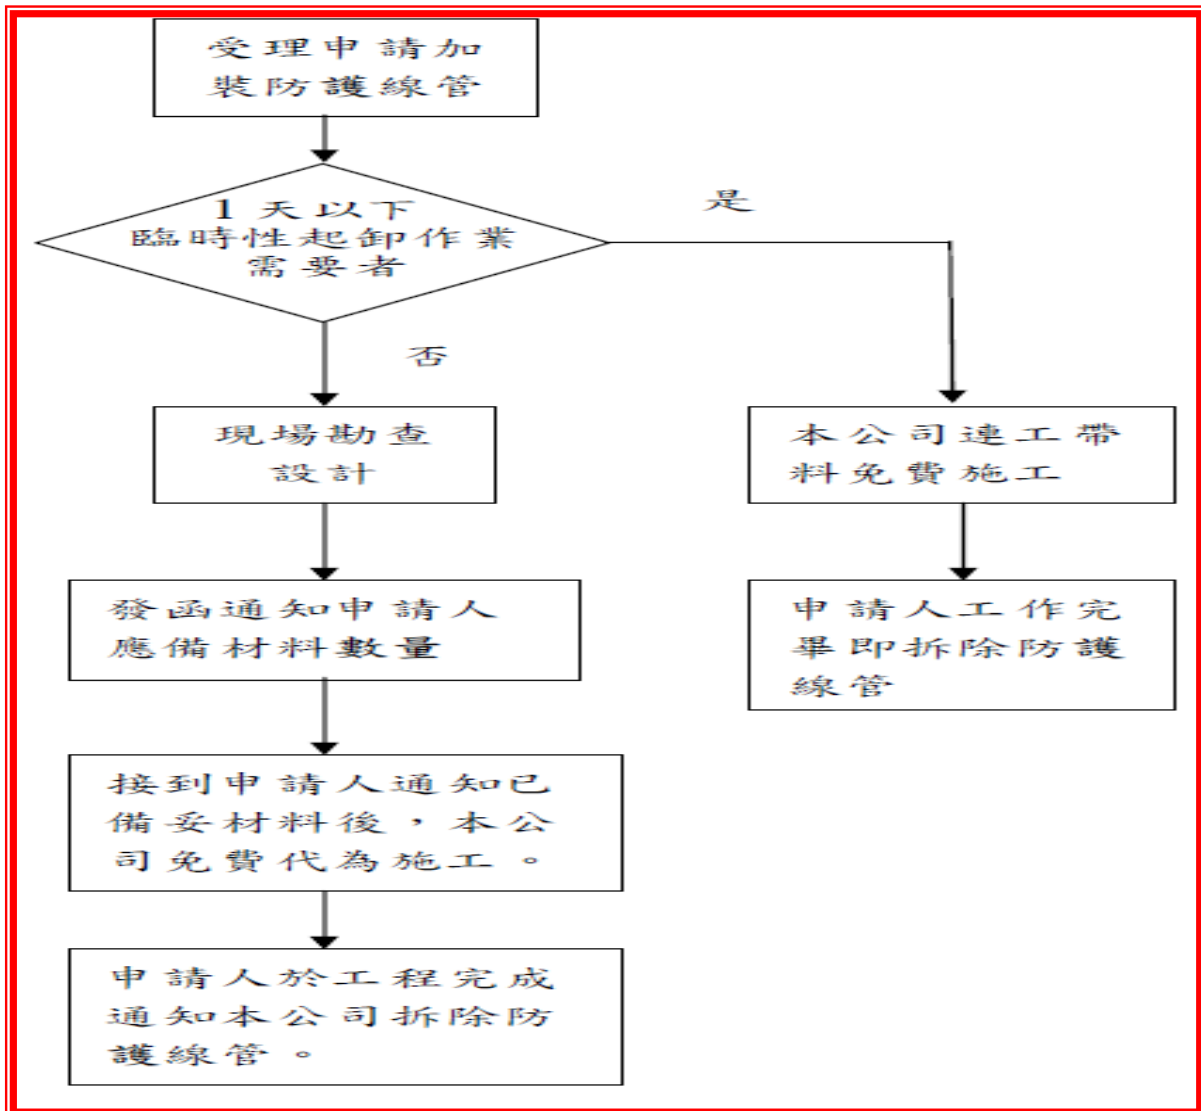 受理申請加
裝防護線管
1 天以下
臨時性起卸作業
需要者
是
否
現場勘查
設計
本公司連工帶
料免費施工
發函通知申請人
應備材料數量
申請人工作完
畢即拆除防護
線管
接到申請人通知已
備妥材料後，本公
司免費代為施工。
申請人於工程完成
通知本公司拆除防
護線管。